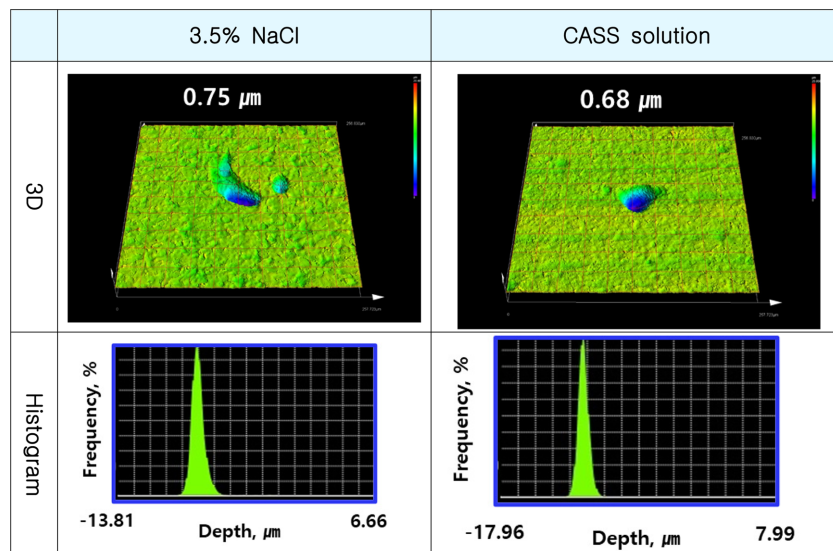 3.5% NaCl
CASS solution
3D
0.75 ㎛
0.68 ㎛
Histogram
Frequency, %
-13.81
Depth, ㎛
6.66
Frequency, %
-17.96
Depth, ㎛
7.99